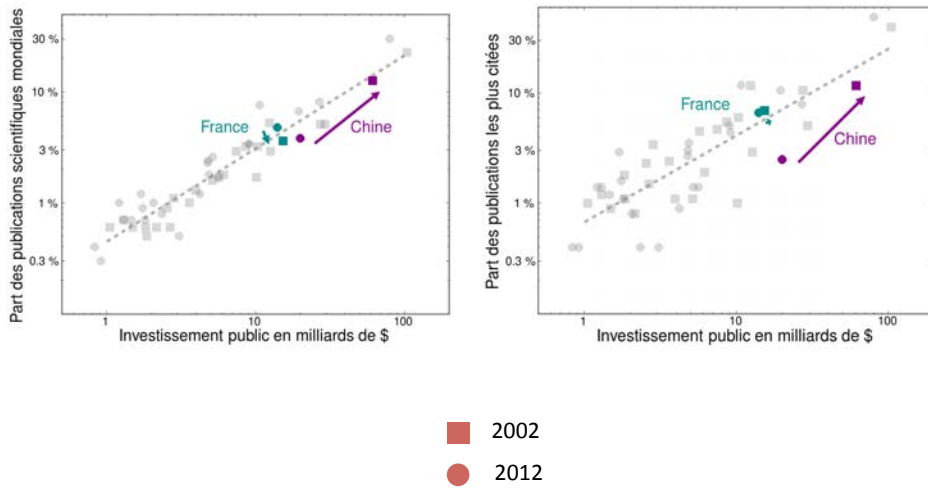 Part des publications scientifiques mondiales
30 %
10 %
3 %
1 %
0.3 %
France
Chine
1
10
100
Investissement public en milliards de $
Part des publications les plus citées
30 %
10 %
3 %
1 %
0.3 %
France
Chine
1
10
100
Investissement public en milliards de $
2002
2012